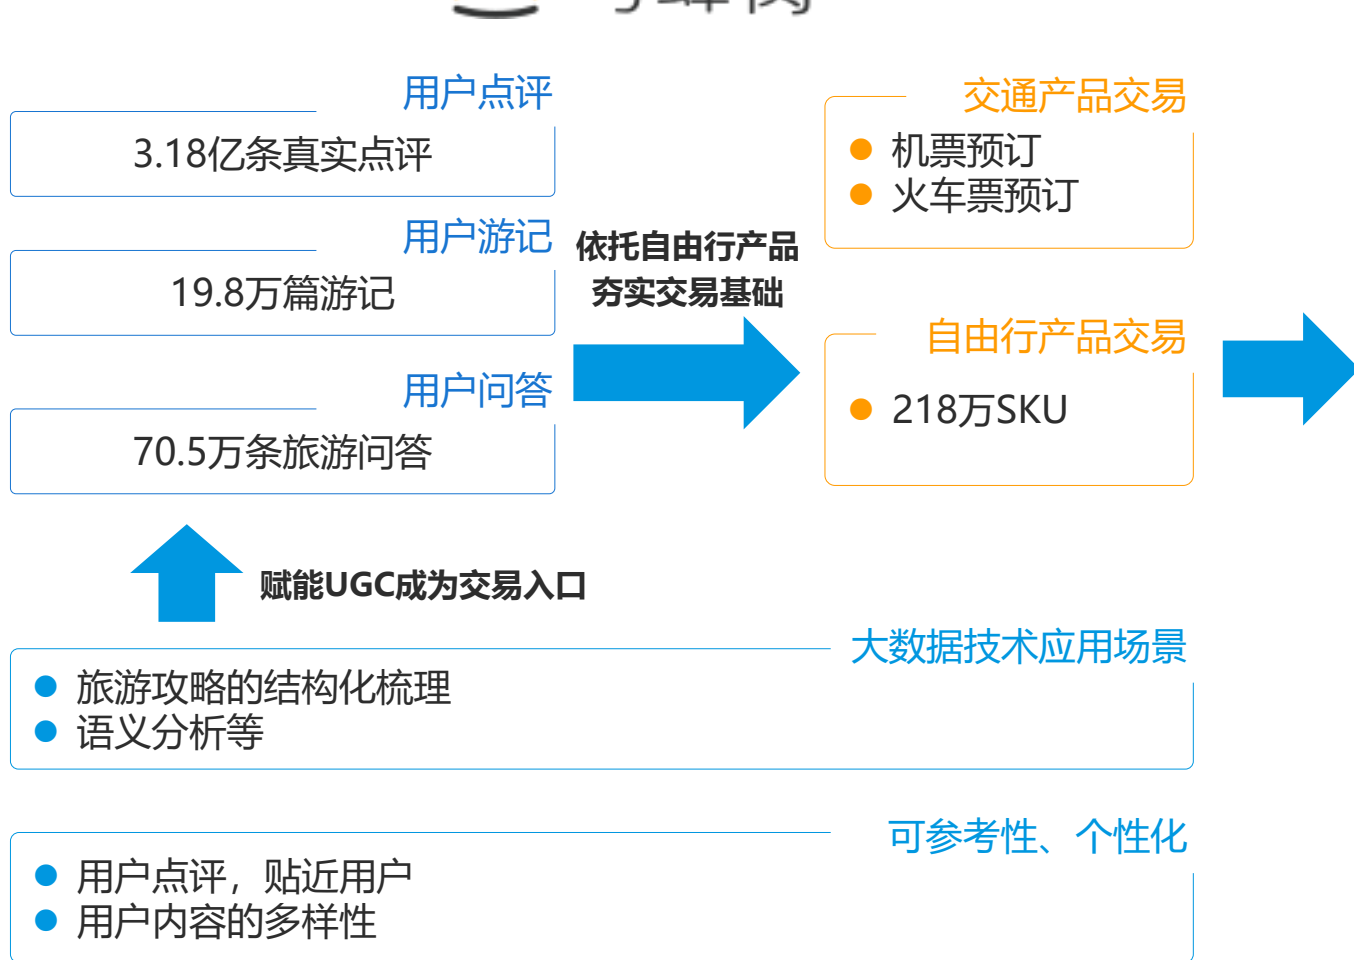 用户点评
3.18亿条真实点评
用户游记
19.8万篇游记
用户问答
70.5万条旅游问答
依托自由行产品
夯实交易基础
交通产品交易
机票预订
火车票预订
自由行产品交易
218万SKU
赋能UGC成为交易入口
大数据技术应用场景
旅游攻略的结构化梳理
语义分析等
可参考性、个性化
用户点评，贴近用户
用户内容的多样性